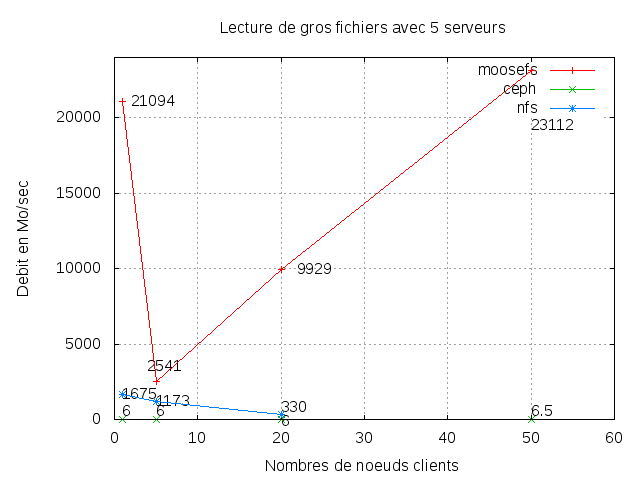 Lecture de gros fichiers avec 5 serveurs
moosefs
ceph
nfs
21094
23112
9929
2541
1675
1173
330
6
6
6
6.5
20000
15000
10000
5000
0
Debit en Mo/sec
0 10 20 30 40 50 60
Nombres de noeuds clients